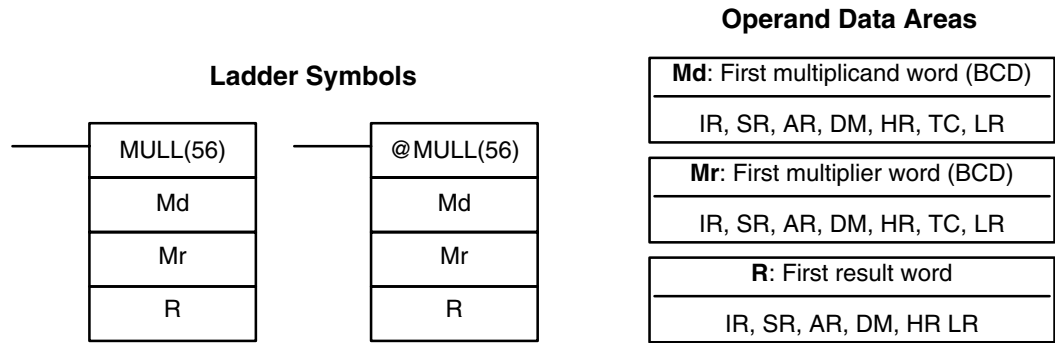 Ladder Symbols
MULL(56)
Md
Mr
R
@MULL(56)
Md
Mr
R
Operand Data Areas
Md: First multiplicand word (BCD)
IR, SR, AR, DM, HR, TC, LR
Mr: First multiplier word (BCD)
IR, SR, AR, DM, HR, TC, LR
R: First result word
IR, SR, AR, DM, HR LR